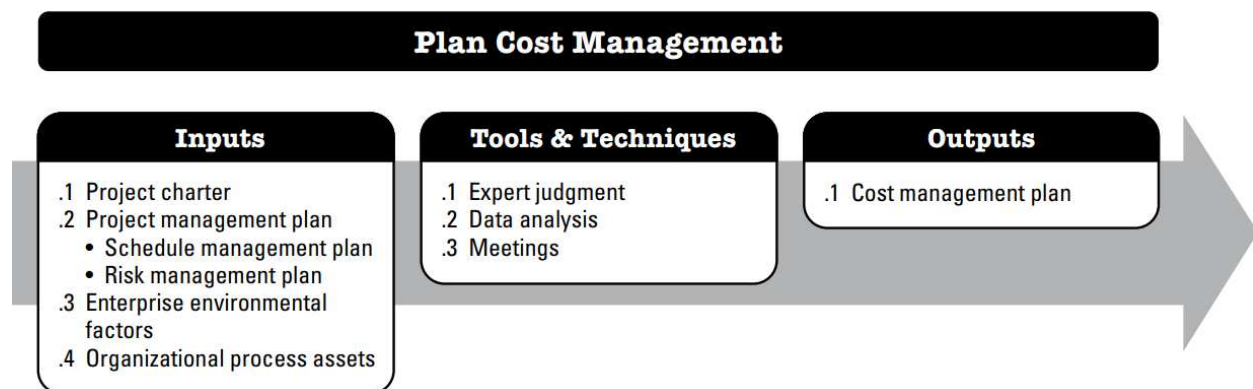 Plan Cost Management
Inputs
.1 Project charter
.2 Project management plan
• Schedule management plan
• Risk management plan
.3 Enterprise environmental
factors
.4 Organizational process assets
Tools & Techniques
.1 Expert judgment
.2 Data analysis
.3 Meetings
Outputs
.1 Cost management plan